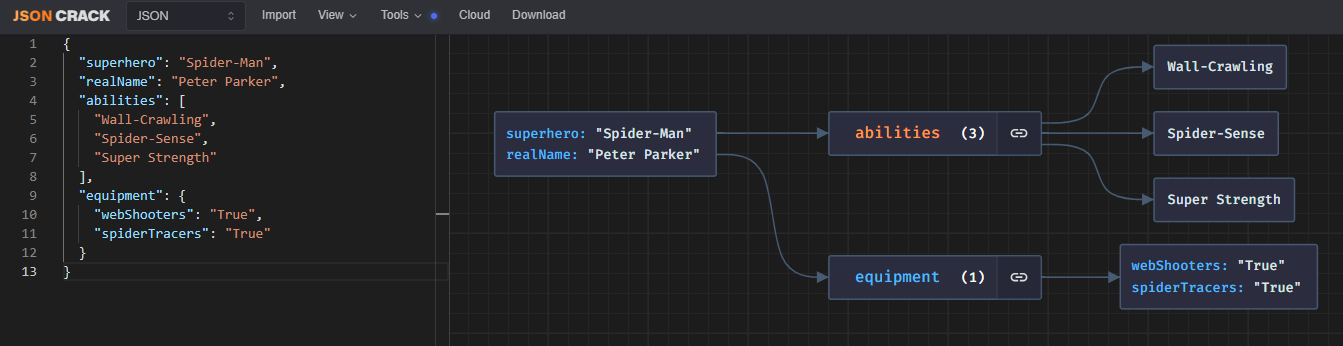 JSON CRACK JSON Import View Tools Cloud Download
1 {
2 "superhero": "Spider-Man",
3 "realName": "Peter Parker",
4 "abilities": [
5 "Wall-Crawling",
6 "Spider-Sense",
7 "Super Strength"
8 ],
9 "equipment": {
10 "webShooters": "True",
11 "spiderTracers": "True"
12 }
13 }
superhero: "Spider-Man"
realName: "Peter Parker"
abilities (3)
Wall-Crawling
Spider-Sense
Super Strength
equipment (1)
webShooters: "True"
spiderTracers: "True"